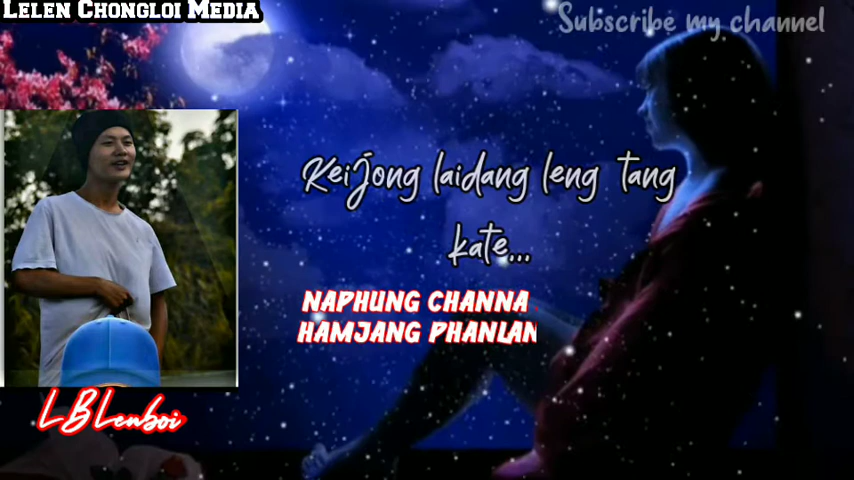 LELEN CHONGLOI MEDIA
Subscribe my channel
KeiJong laidang leng tang
kate...
NAPHUNG CHANNA
HAMJANG PHANLAN
LB Lenboi